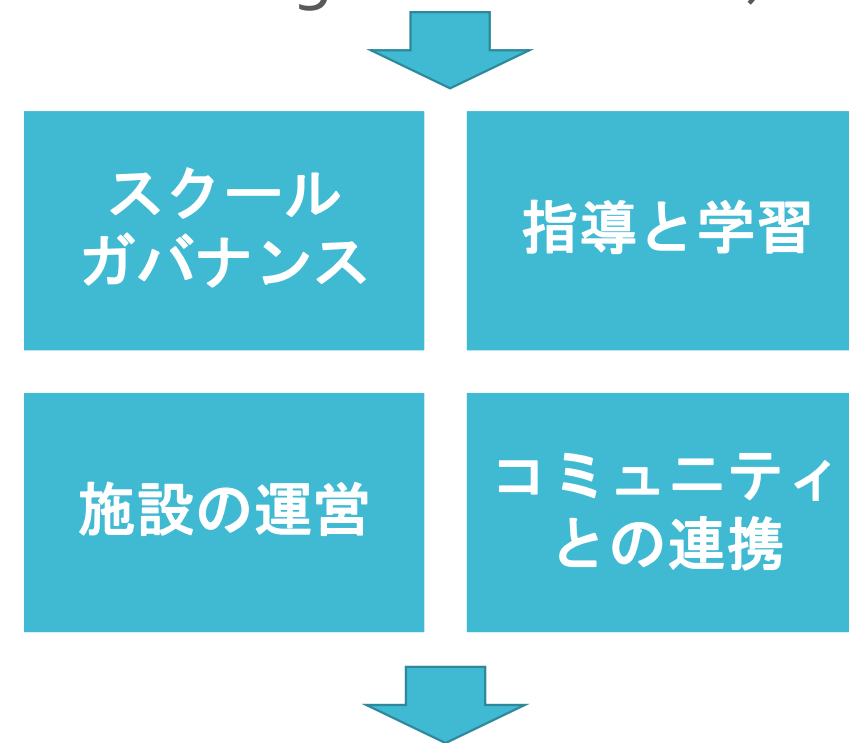 スクール
ガバナンス
指導と学習
施設の運営
コミュニティ
との連携